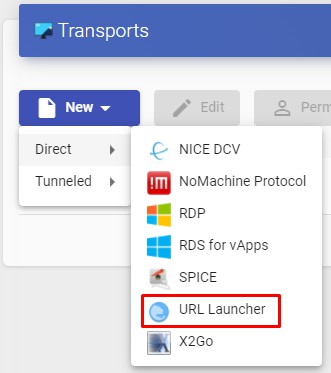 Transports
New
Edit
Perm
Direct
Tunneled
NICE DCV
NoMachine Protocol
RDP
RDS for vApps
SPICE
URL Launcher
X2Go